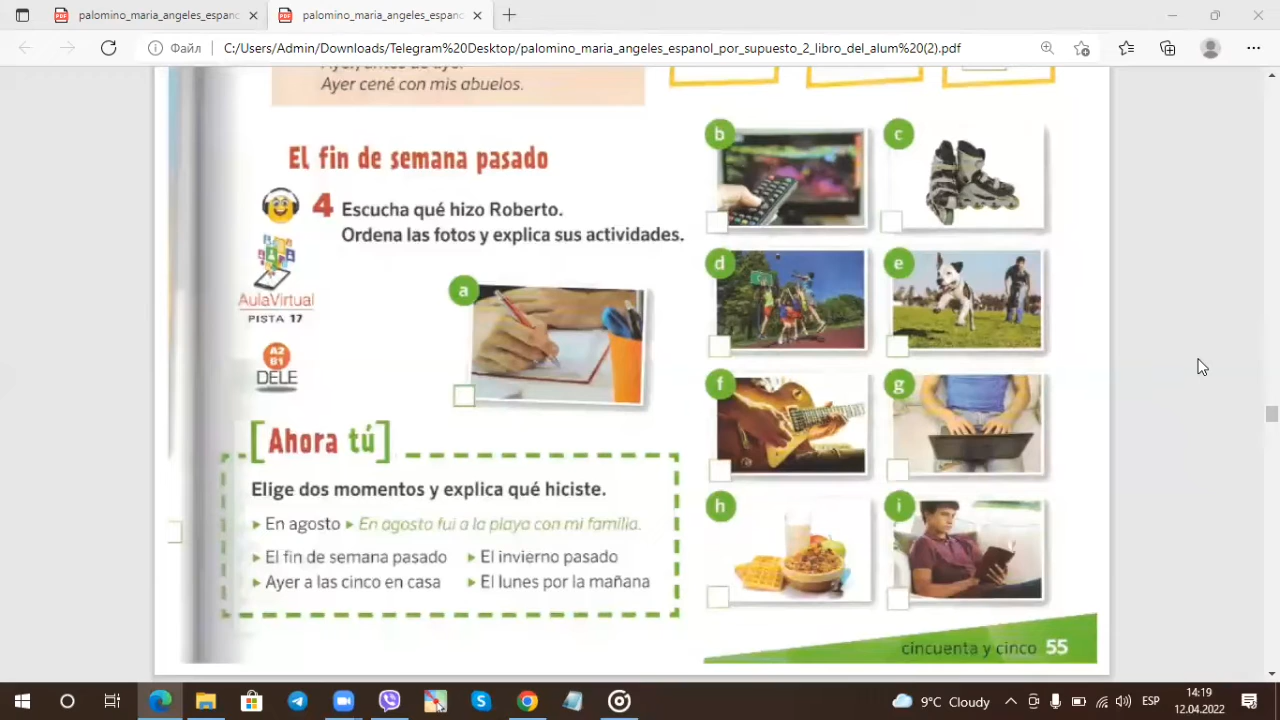 palomino_maria_angeles_espanc
palomino_maria_angeles_espanc
Файл
C:/Users/Admin/Downloads/Telegram%20Desktop/palomino_maria_angeles_espanol_por_supuesto_2_libro_del_alum%20(2).pdf
Ayer cené con mis abuelos.
El fin de semana pasado
4 Escucha qué hizo Roberto.
Ordena las fotos y explica sus actividades.
AulaVirtual
PISTA 17
A2
B1
DELE
a
b
c
d
e
f
g
h
i
[Ahora tú]
Elige dos momentos y explica qué hiciste.
▸ En agosto ▸ En agosto fui a la playa con mi familia.
▸ El fin de semana pasado ▸ El invierno pasado
▸ Ayer a las cinco en casa ▸ El lunes por la mañana
cincuenta y cinco 55
9°C Cloudy
ESP
14:19
12.04.2022